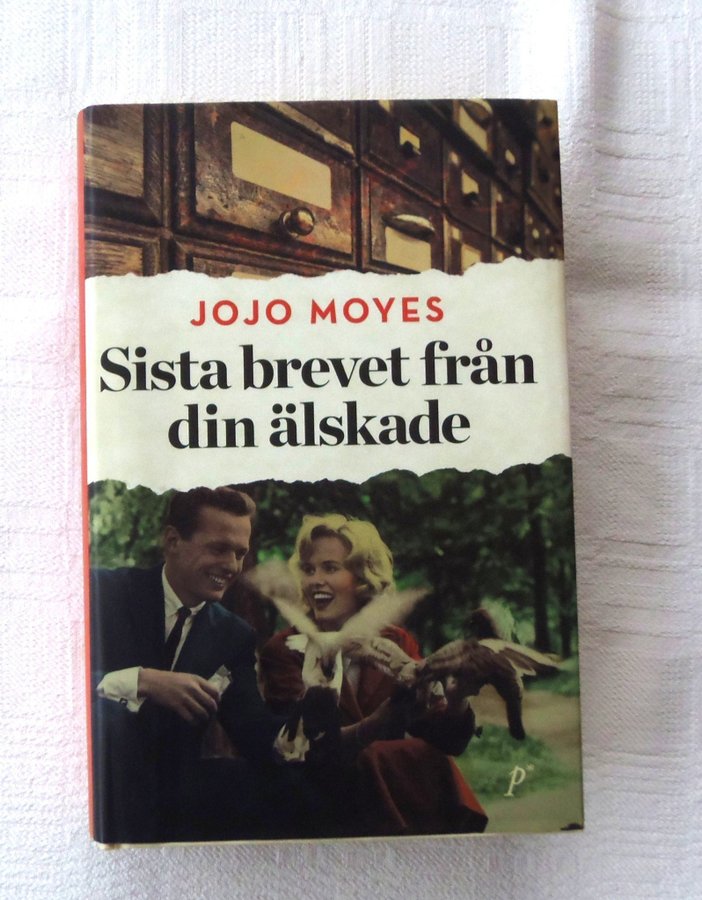 JOJO MOYES
Sista brevet från
din älskade
P*